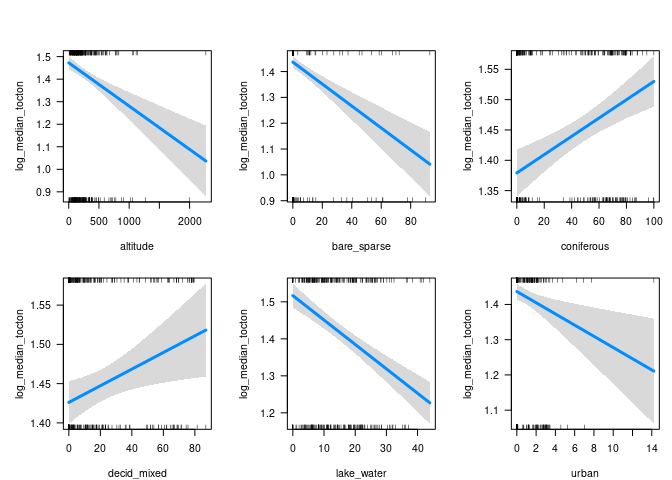 log_median_tocton
1.5
1.4
1.3
1.2
1.1
1.0
0.9
0 500 1000 2000
altitude
log_median_tocton
1.4
1.3
1.2
1.1
1.0
0.9
0 20 40 60 80
bare_sparse
log_median_tocton
1.55
1.50
1.45
1.40
1.35
0 20 40 60 80 100
coniferous
log_median_tocton
1.55
1.50
1.45
1.40
0 20 40 60 80
decid_mixed
log_median_tocton
1.5
1.4
1.3
1.2
0 10 20 30 40
lake_water
log_median_tocton
1.4
1.3
1.2
1.1
0 2 4 6 8 10 14
urban